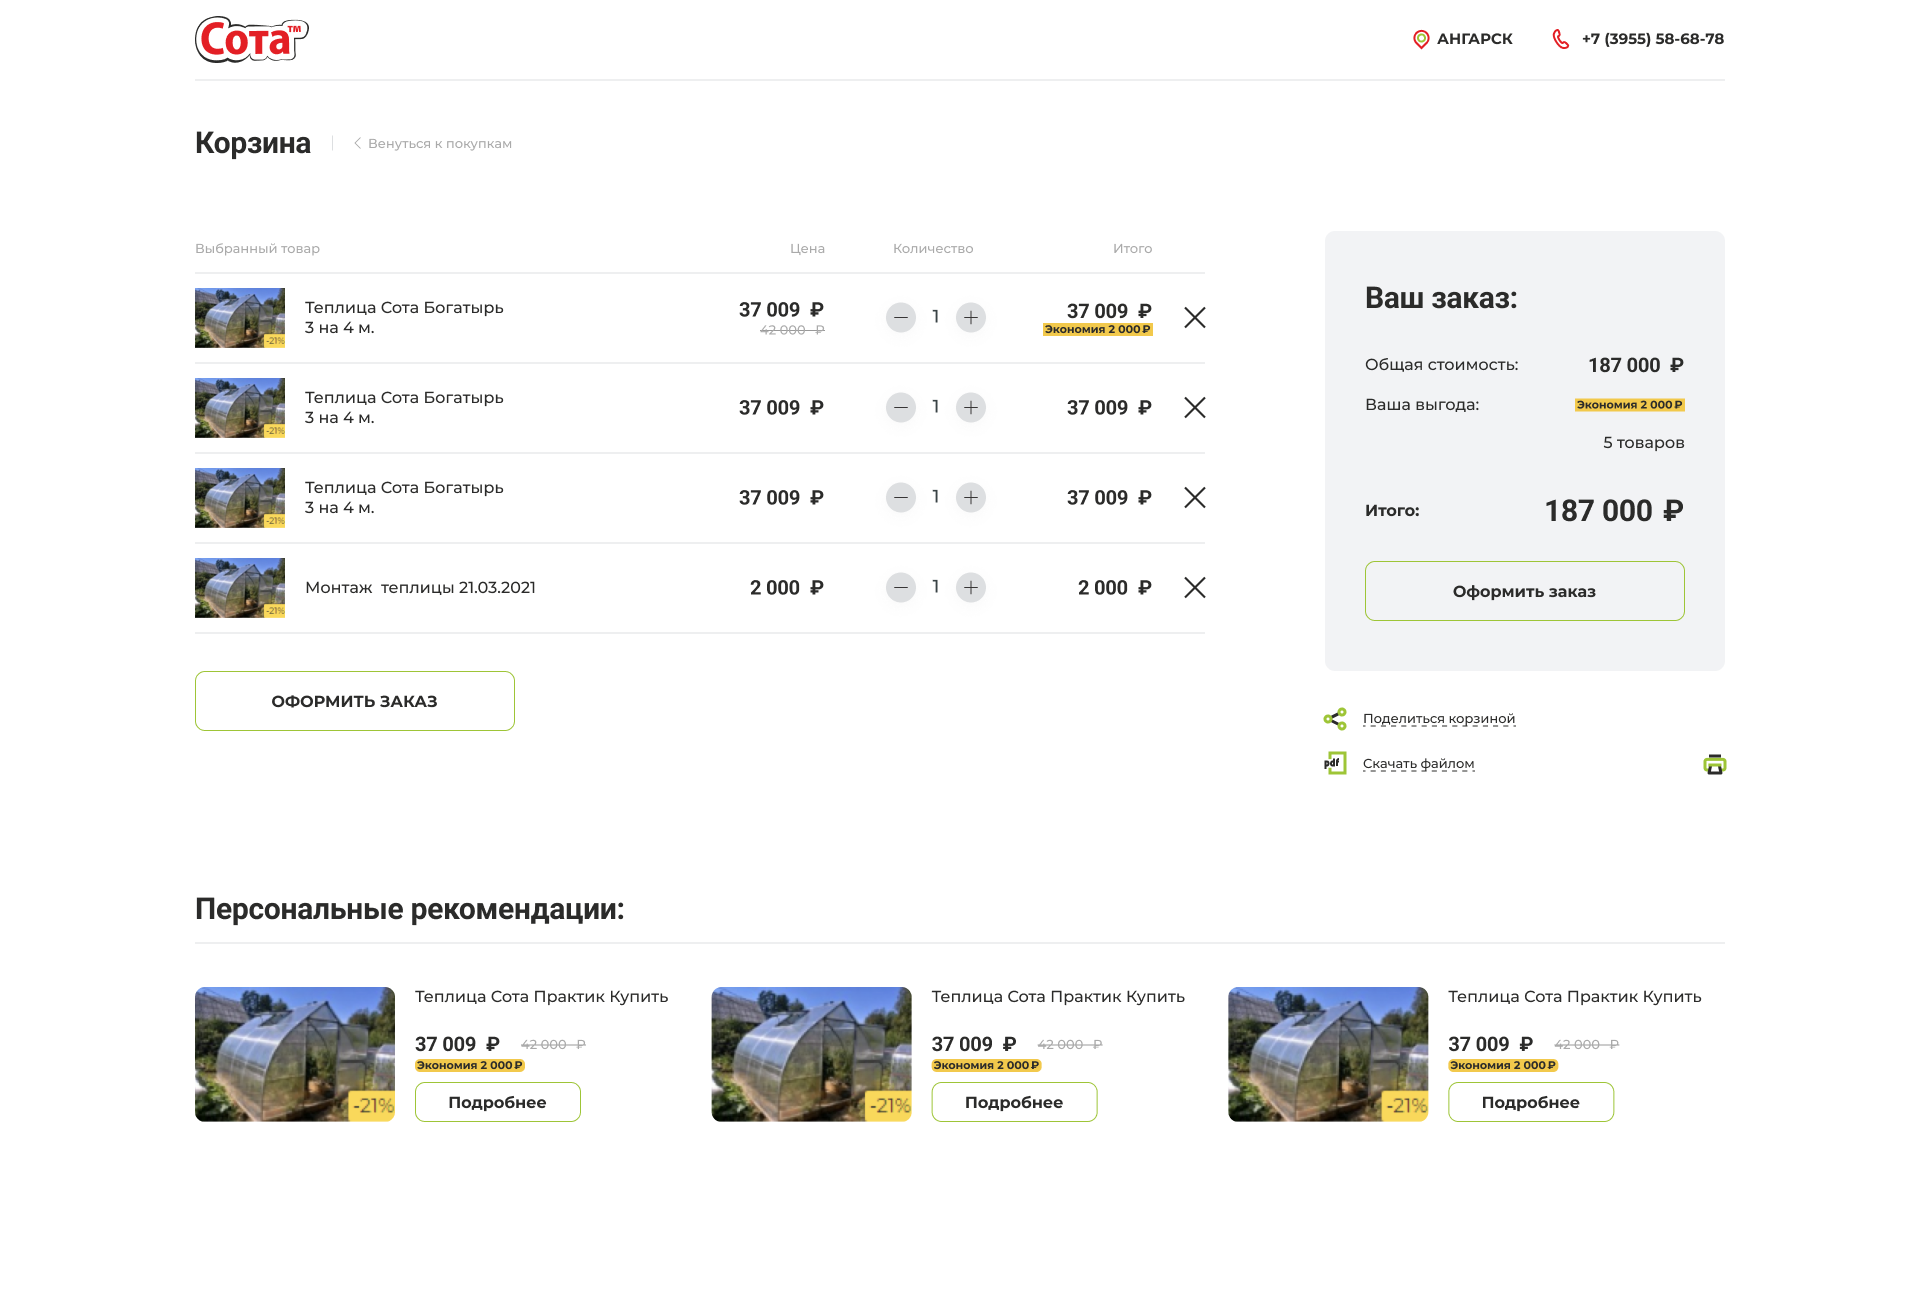 Сота™
АНГАРСК
+7 (3955) 58-68-78
Корзина
Венуться к покупкам
Выбранный товар Цена Количество Итого
-21%
Теплица Сота Богатырь
3 на 4 м.
37 009 ₽
42 000 ₽
1
37 009 ₽
Экономия 2 000 ₽
-21%
Теплица Сота Богатырь
3 на 4 м.
37 009 ₽
1
37 009 ₽
-21%
Теплица Сота Богатырь
3 на 4 м.
37 009 ₽
1
37 009 ₽
-21%
Монтаж теплицы 21.03.2021
2 000 ₽
1
2 000 ₽
ОФОРМИТЬ ЗАКАЗ
Ваш заказ:
Общая стоимость: 187 000 ₽
Ваша выгода: Экономия 2 000 ₽
5 товаров
Итого: 187 000 ₽
Оформить заказ
Поделиться корзиной
pdf
Скачать файлом
Персональные рекомендации:
-21%
Теплица Сота Практик Купить
37 009 ₽ 42 000 ₽
Экономия 2 000 ₽
Подробнее
-21%
Теплица Сота Практик Купить
37 009 ₽ 42 000 ₽
Экономия 2 000 ₽
Подробнее
-21%
Теплица Сота Практик Купить
37 009 ₽ 42 000 ₽
Экономия 2 000 ₽
Подробнее